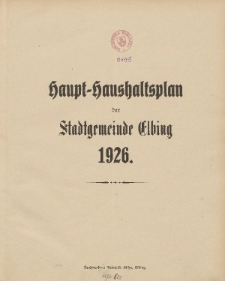 Haupt-Haushaltsplan
der
Stadtgemeinde Elbing
1926.